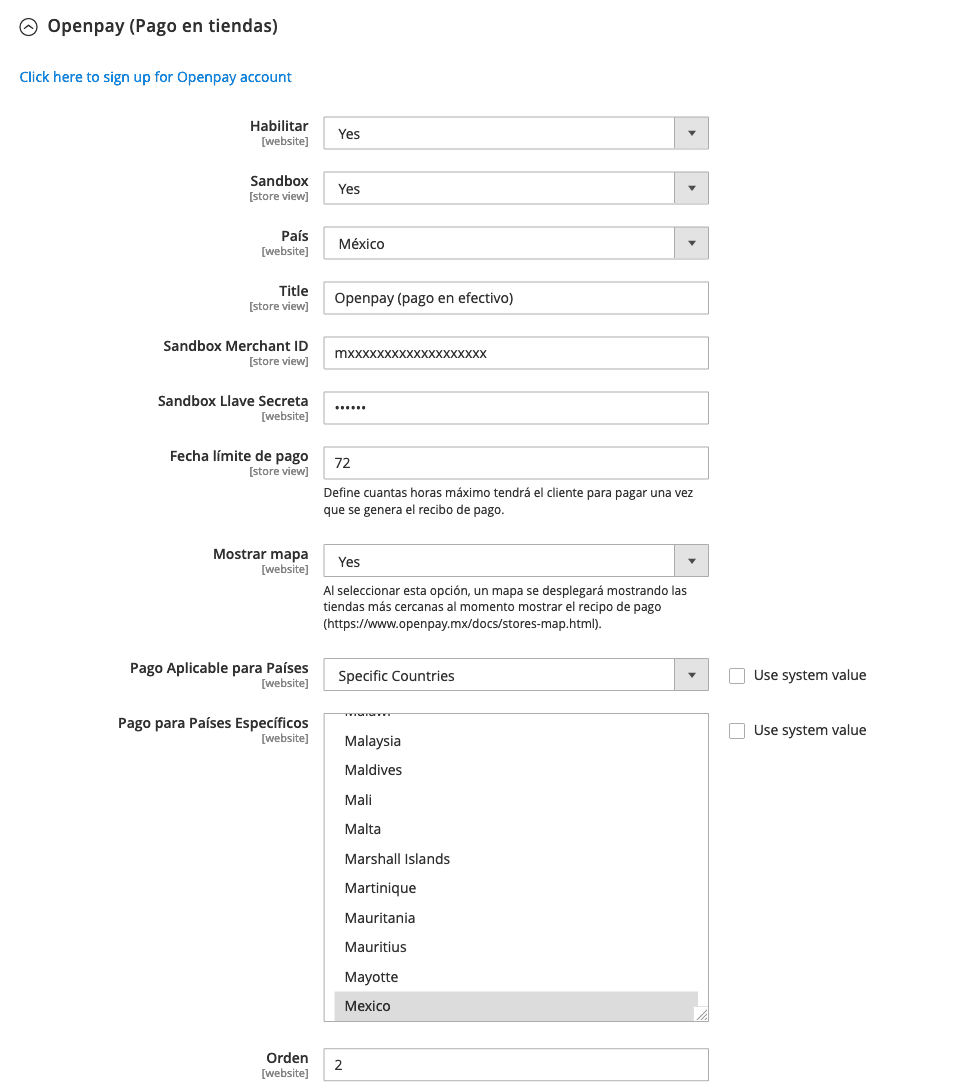 Openpay (Pago en tiendas)
Click here to sign up for Openpay account
Habilitar
[website]
Yes
Sandbox
[store view]
Yes
País
[website]
México
Title
[store view]
Openpay (pago en efectivo)
Sandbox Merchant ID
[store view]
mxxxxxxxxxxxxxxxxxxx
Sandbox Llave Secreta
[website]
••••••
Fecha límite de pago
[store view]
72
Define cuantas horas máximo tendrá el cliente para pagar una vez
que se genera el recibo de pago.
Mostrar mapa
[website]
Yes
Al seleccionar esta opción, un mapa se desplegará mostrando las
tiendas más cercanas al momento mostrar el recipo de pago
(https://www.openpay.mx/docs/stores-map.html).
Pago Aplicable para Países
[website]
Specific Countries
Use system value
Pago para Países Específicos
[website]
Malawi
Use system value
Malaysia
Maldives
Mali
Malta
Marshall Islands
Martinique
Mauritania
Mauritius
Mayotte
Mexico
Orden
[website]
2